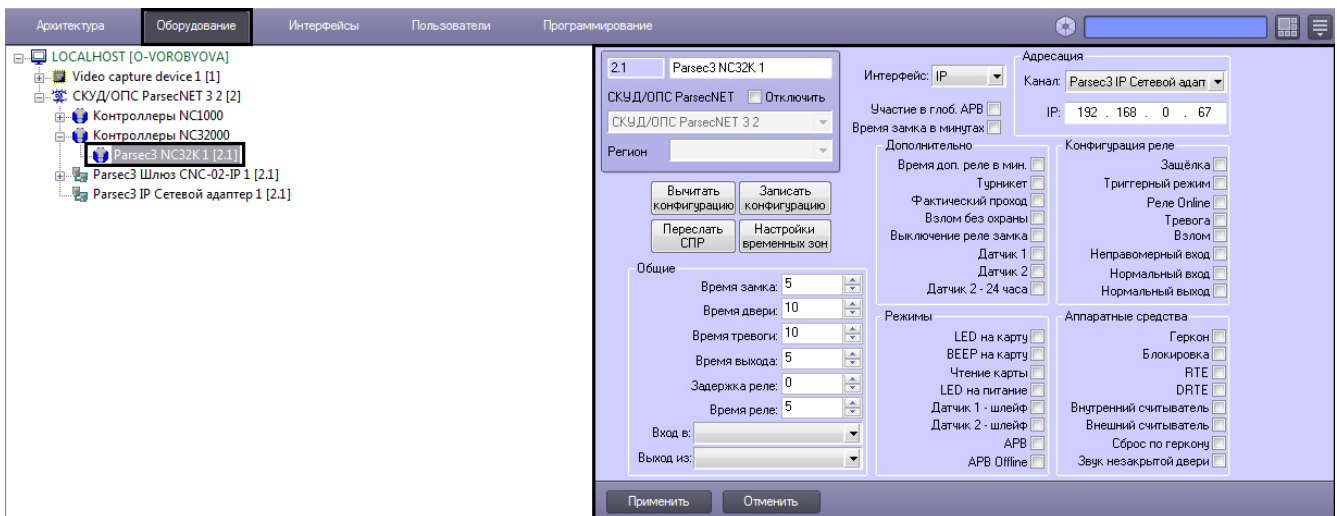 Архитектура Оборудование Интерфейсы Пользователи Программирование
LOCALHOST [O-VOROBYOVA]
Video capture device 1 [1]
СКУД/ОПС ParsecNET 3 2 [2]
Контроллеры NC1000
Контроллеры NC32000
Parsec3 NC32K 1 [2.1]
Parsec3 Шлюз CNC-02-IP 1 [2.1]
Parsec3 IP Сетевой адаптер 1 [2.1]
2.1 Parsec3 NC32K 1
СКУД/ОПС ParsecNET Отключить
СКУД/ОПС ParsecNET 3 2
Регион
Вычитать конфигурацию
Записать конфигурацию
Переслать СПР
Настройки временных зон
Общие
Время замка: 5
Время двери: 10
Время тревоги: 10
Время выхода: 5
Задержка реле: 0
Время реле: 5
Вход в:
Выход из:
Интерфейс: IP
Участие в глоб. APB
Время замка в минутах
Адресация
Канал: Parsec3 IP Сетевой адап
IP: 192 . 168 . 0 . 67
Дополнительно
Время доп. реле в мин.
Турникет
Фактический проход
Взлом без охраны
Выключение реле замка
Датчик 1
Датчик 2
Датчик 2 - 24 часа
Конфигурация реле
Защёлка
Триггерный режим
Реле Online
Тревога
Взлом
Неправомерный вход
Нормальный вход
Нормальный выход
Режимы
LED на карту
BEEP на карту
Чтение карты
LED на питание
Датчик 1 - шлейф
Датчик 2 - шлейф
APB
APB Offline
Аппаратные средства
Геркон
Блокировка
RTE
DRTE
Внутренний считыватель
Внешний считыватель
Сброс по геркону
Звук незакрытой двери
Применить Отменить